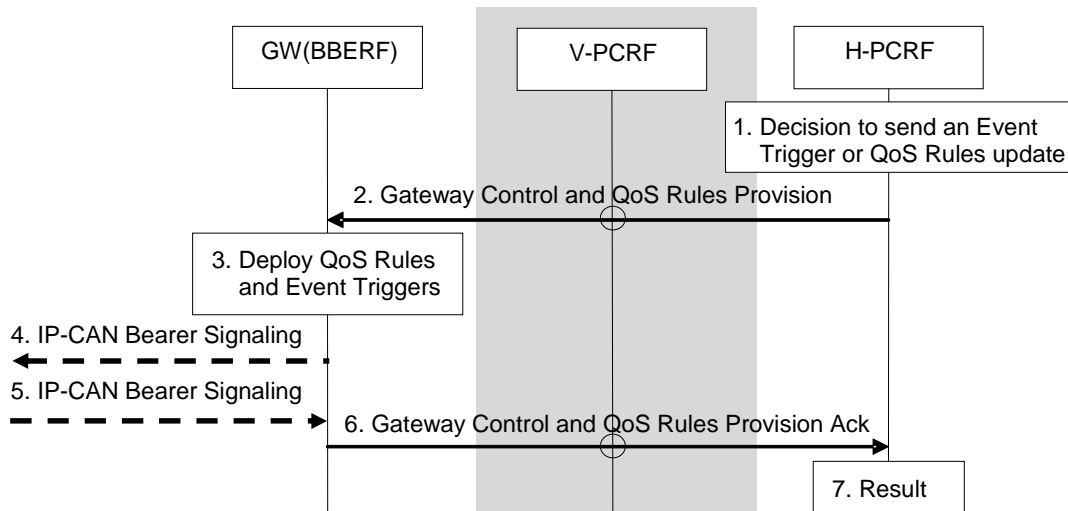 GW(BBERF)
V-PCRF
H-PCRF
1. Decision to send an Event
Trigger or QoS Rules update
2. Gateway Control and QoS Rules Provision
3. Deploy QoS Rules
and Event Triggers
4. IP-CAN Bearer Signaling
5. IP-CAN Bearer Signaling
6. Gateway Control and QoS Rules Provision Ack
7. Result